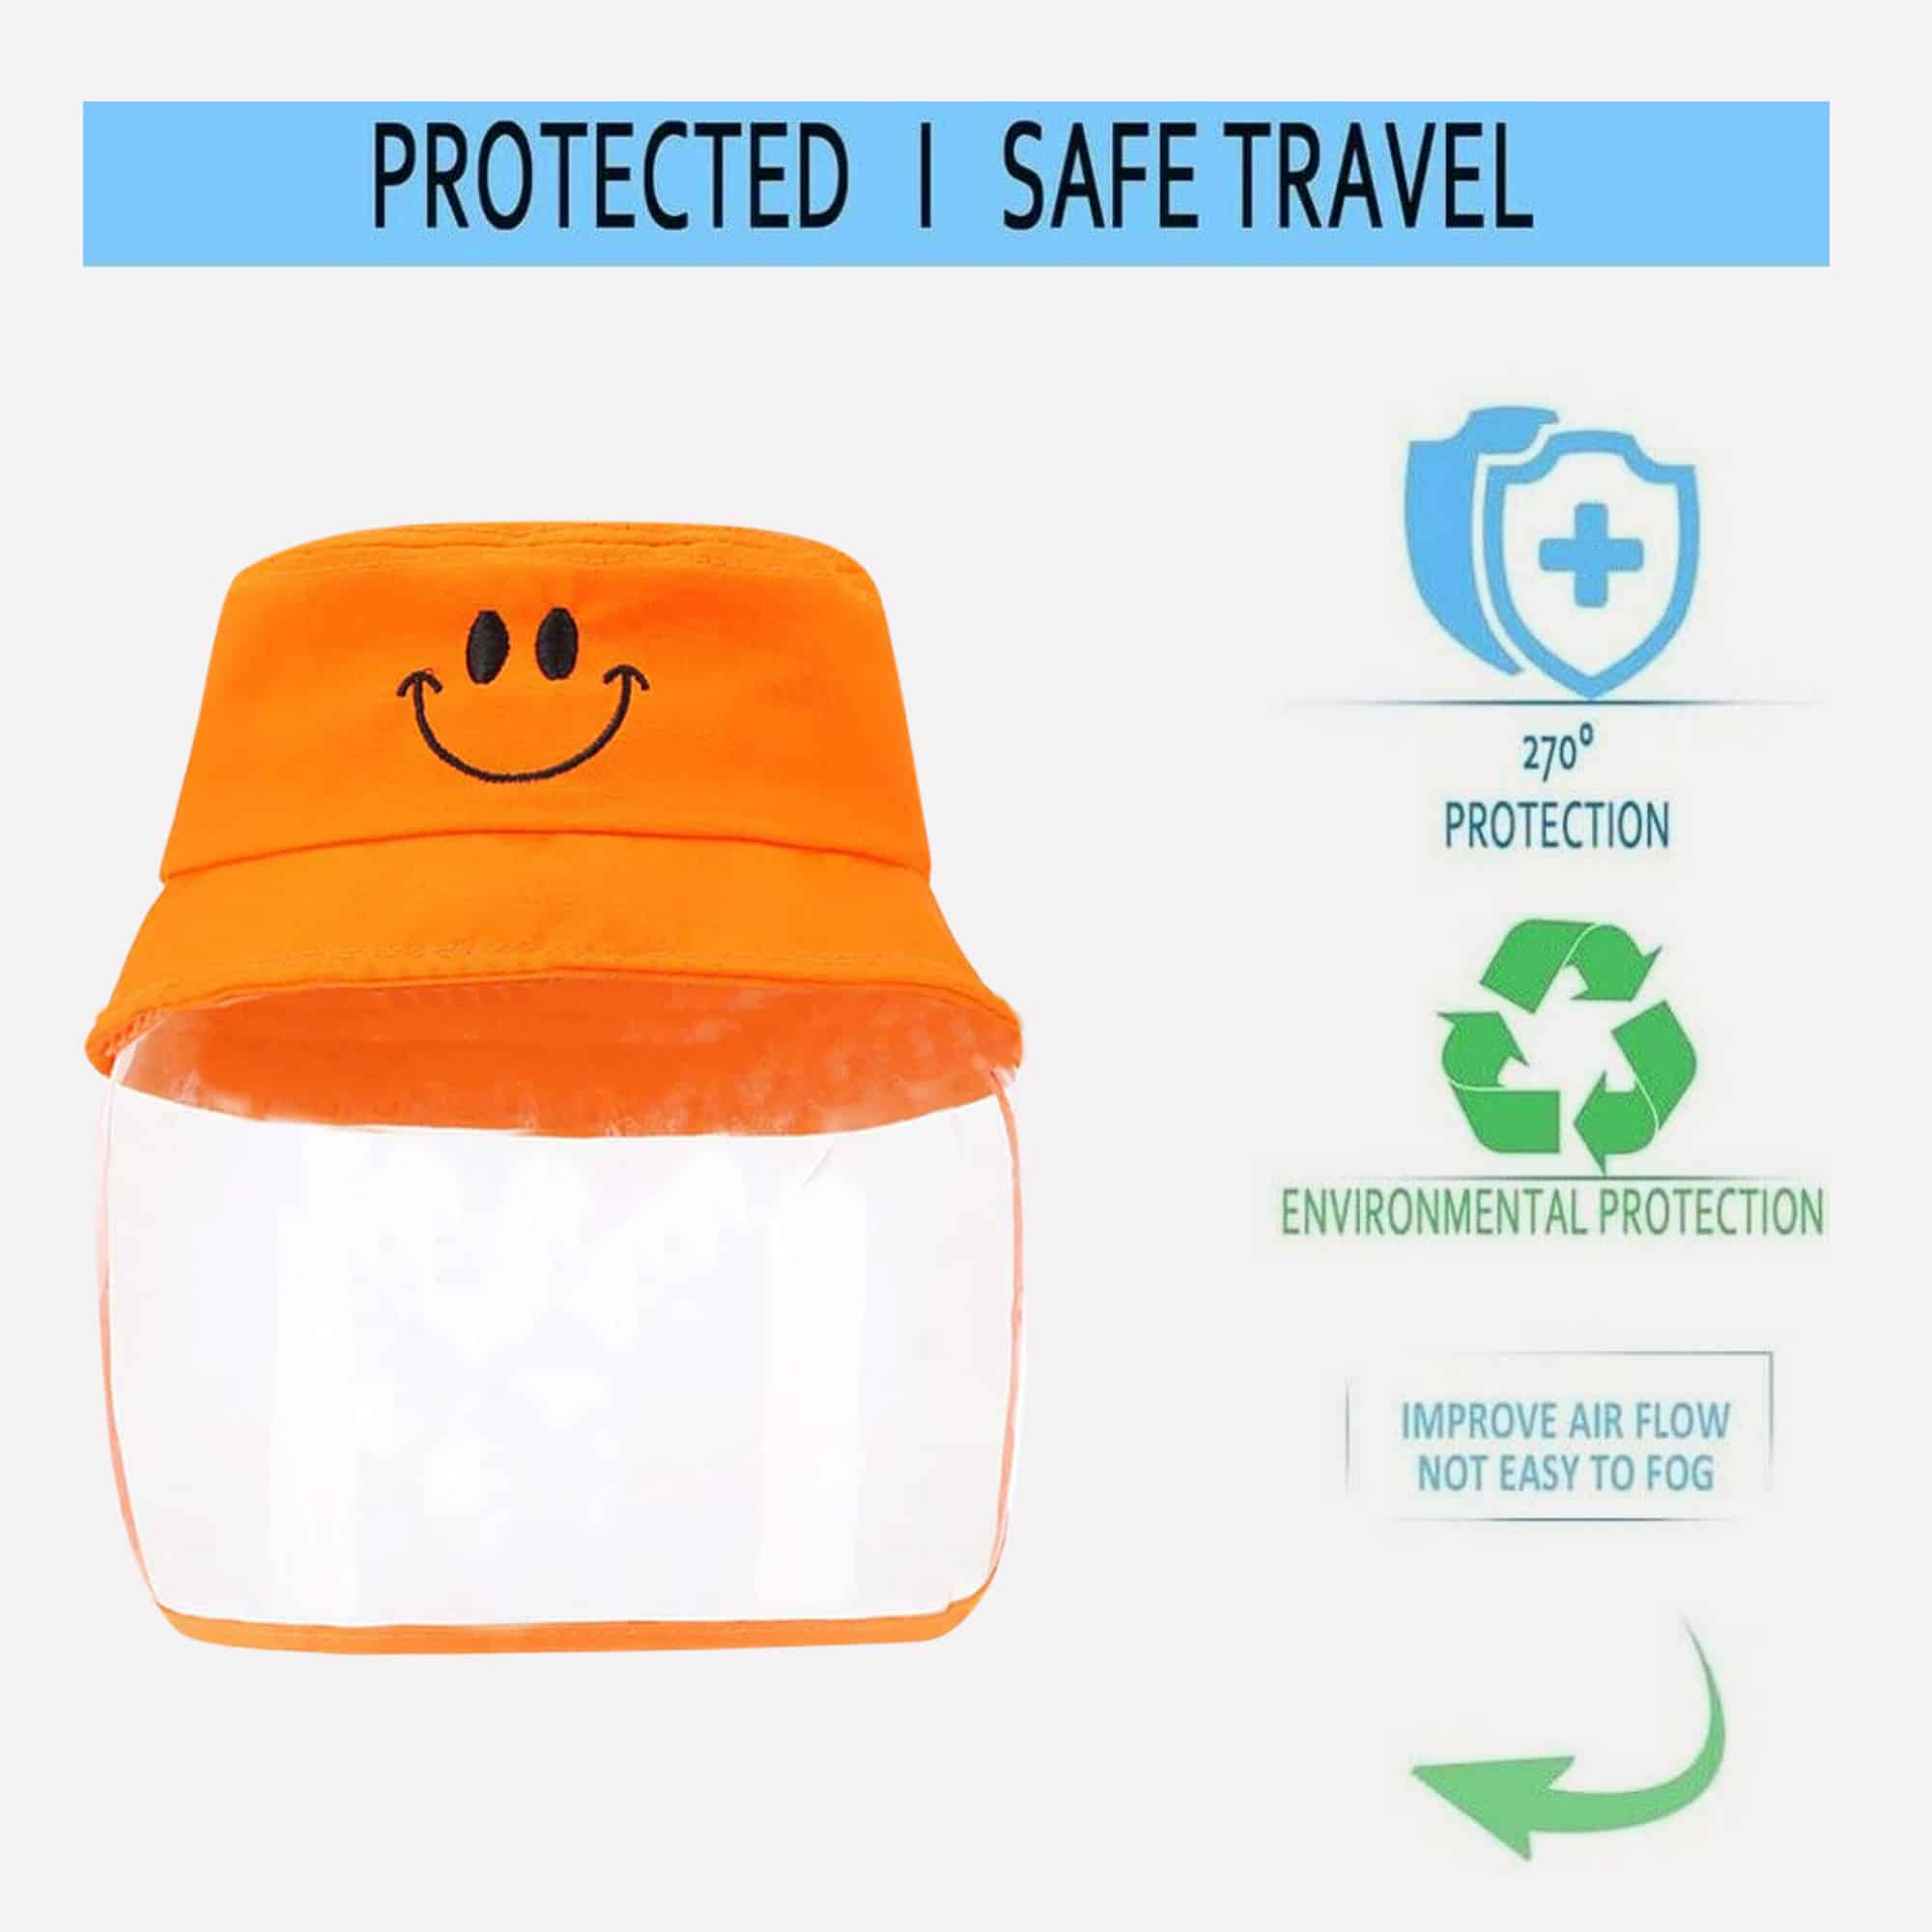 PROTECTED | SAFE TRAVEL
270°
PROTECTION
ENVIRONMENTAL PROTECTION
IMPROVE AIR FLOW
NOT EASY TO FOG